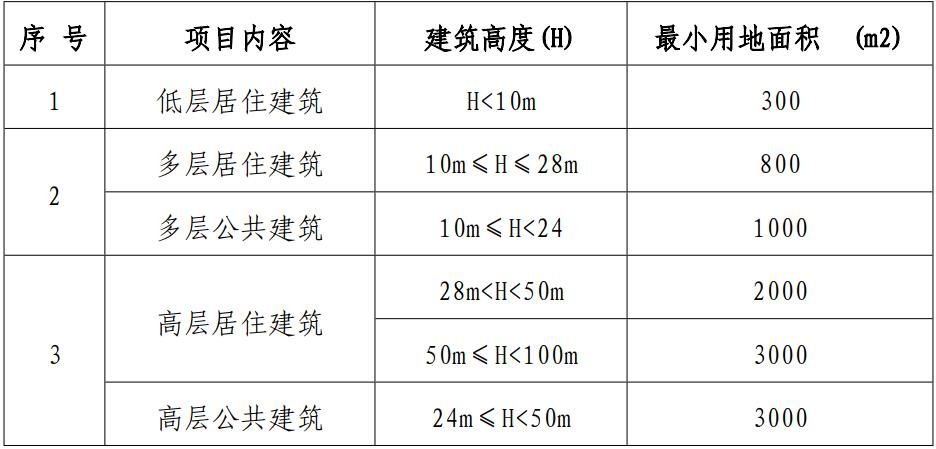 序 号 项目内容 建筑高度(H) 最小用地面积 (m2)
1 低层居住建筑 H<10m 300
2 多层居住建筑 10m≤H≤28m 800
多层公共建筑 10m≤H<24 1000
3 高层居住建筑 28m<H<50m 2000
50m≤H<100m 3000
高层公共建筑 24m≤H<50m 3000